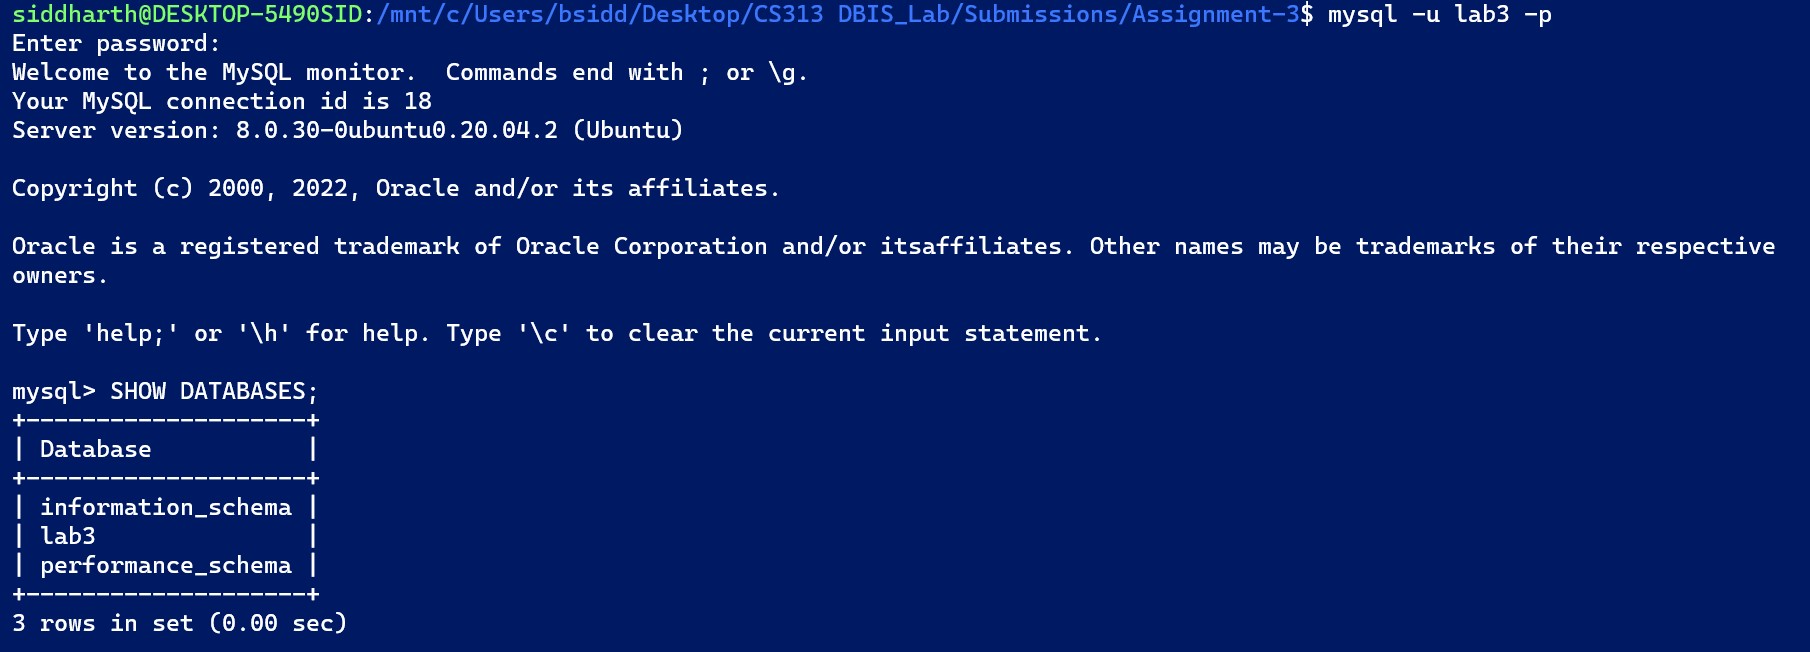 siddharth@DESKTOP-5490SID:/mnt/c/Users/bsidd/Desktop/CS313 DBIS_Lab/Submissions/Assignment-3$ mysql -u lab3 -p
Enter password:
Welcome to the MySQL monitor.  Commands end with ; or \g.
Your MySQL connection id is 18
Server version: 8.0.30-0ubuntu0.20.04.2 (Ubuntu)

Copyright (c) 2000, 2022, Oracle and/or its affiliates.

Oracle is a registered trademark of Oracle Corporation and/or itsaffiliates. Other names may be trademarks of their respective
owners.

Type 'help;' or '\h' for help. Type '\c' to clear the current input statement.

mysql> SHOW DATABASES;
+--------------------+
| Database           |
+--------------------+
| information_schema |
| lab3               |
| performance_schema |
+--------------------+
3 rows in set (0.00 sec)